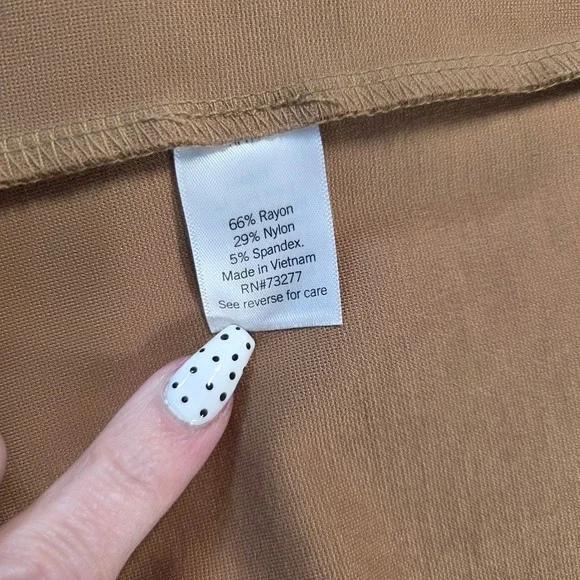 66% Rayon
29% Nylon
5% Spandex.
Made in Vietnam
RN#73277
See reverse for care